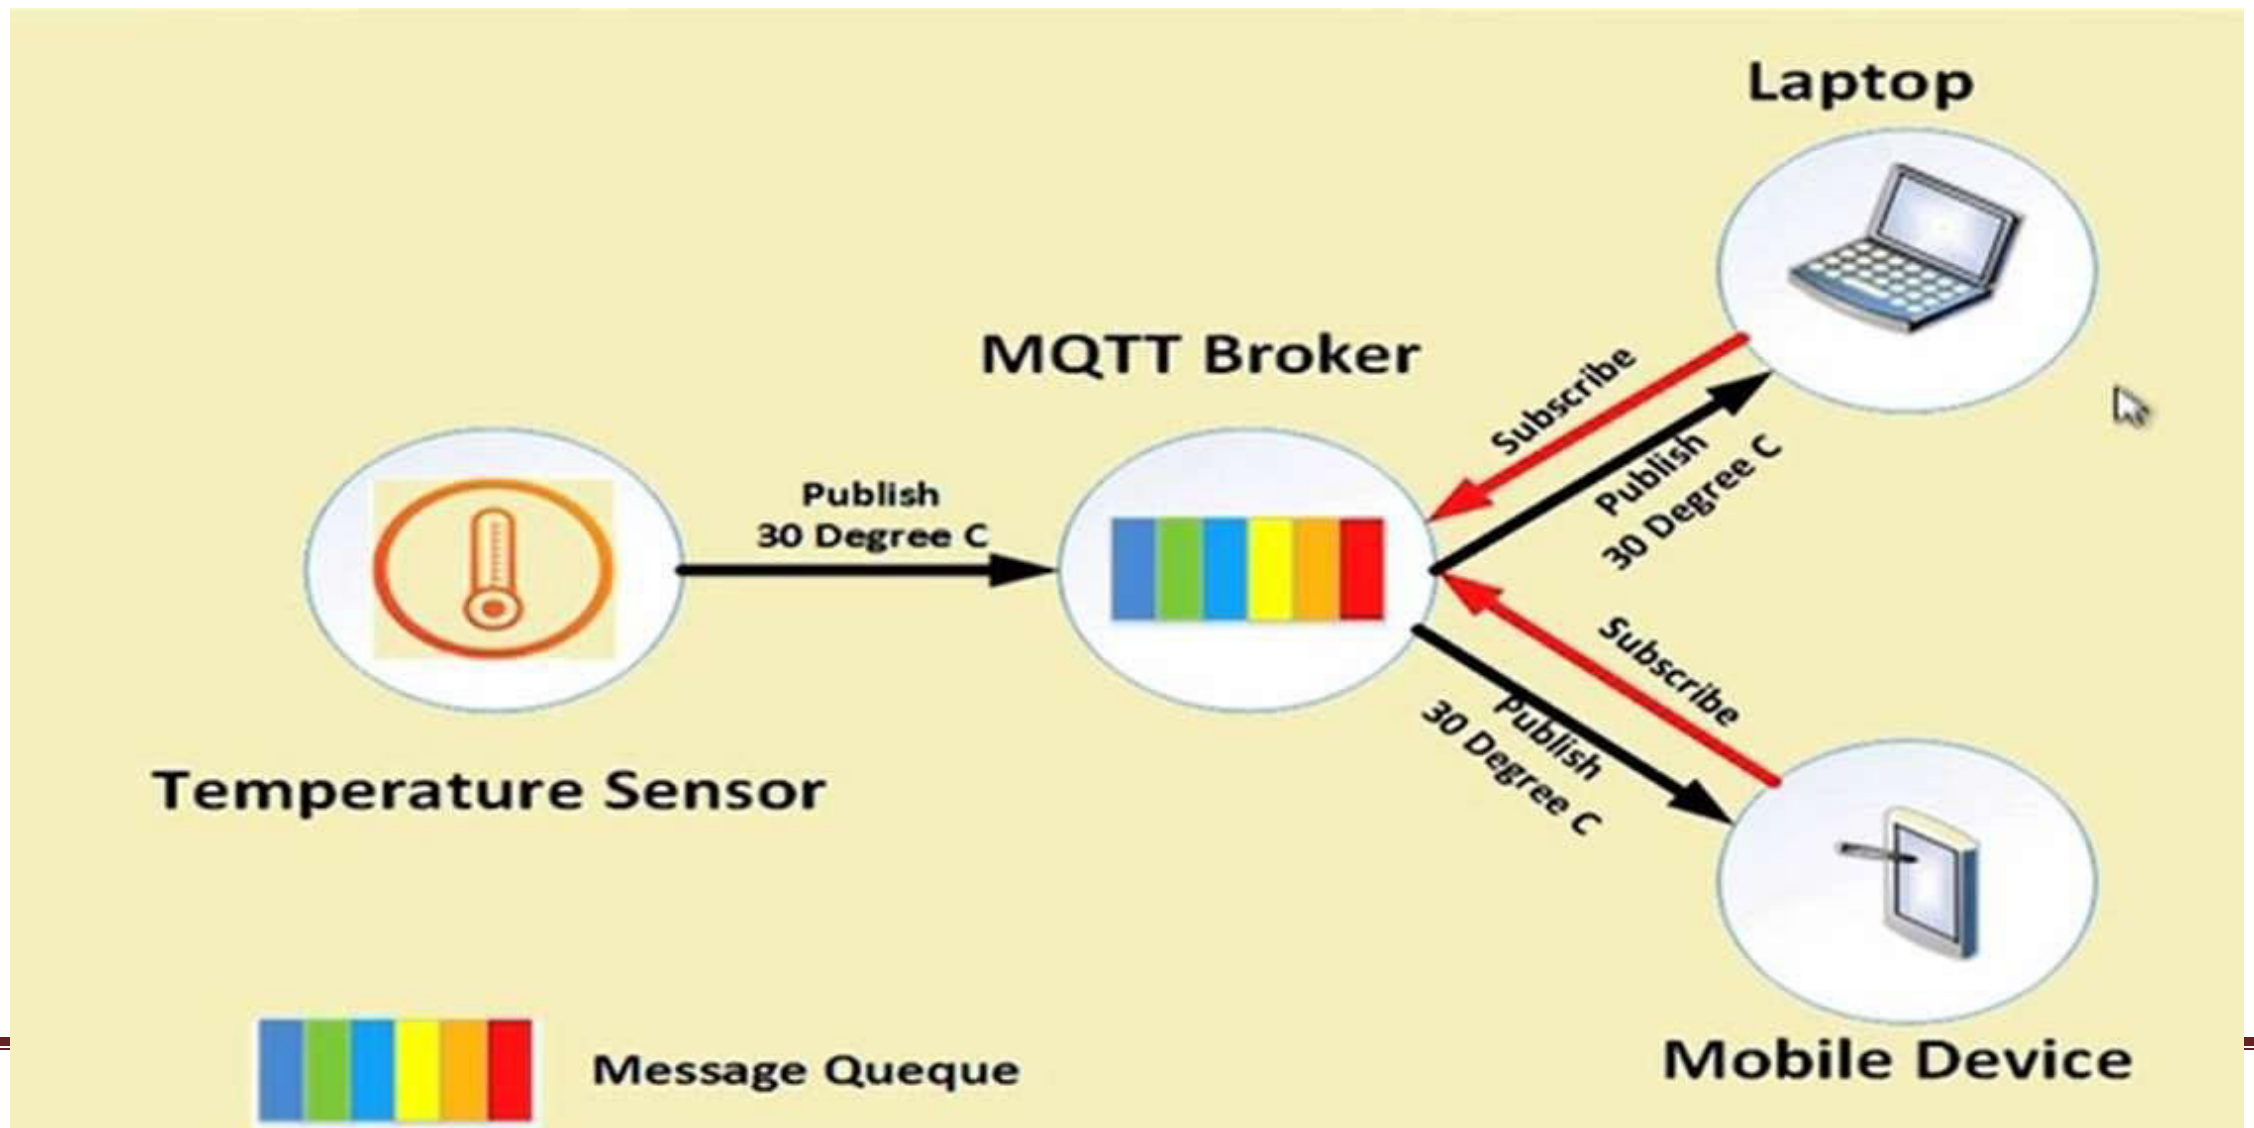 Laptop
MQTT Broker
Subscribe
Publish
30 Degree C
Publish
30 Degree C
Subscribe
Publish
30 Degree C
Temperature Sensor
Mobile Device
Message Queque